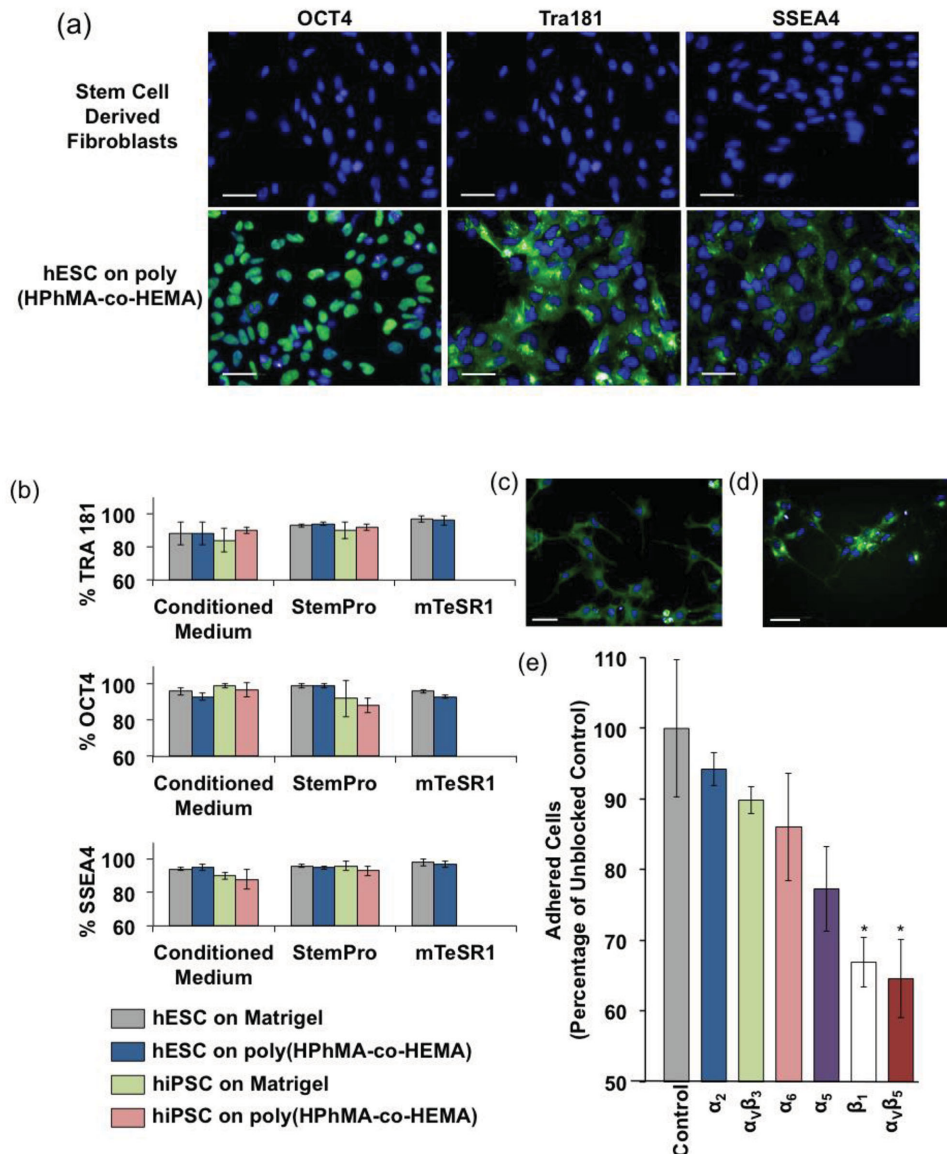 (a)
OCT4 Tra181 SSEA4
Stem Cell
Derived
Fibroblasts
hESC on poly
(HPhMA-co-HEMA)
(b)
% TRA 181
100
80
60
Conditioned
Medium
StemPro
mTeSR1
% OCT4
100
80
60
Conditioned
Medium
StemPro
mTeSR1
% SSEA4
100
80
60
Conditioned
Medium
StemPro
mTeSR1
hESC on Matrigel
hESC on poly(HPhMA-co-HEMA)
hiPSC on Matrigel
hiPSC on poly(HPhMA-co-HEMA)
(c)
(d)
(e)
Adhered Cells
(Percentage of Unblocked Control)
110
100
90
80
70
60
50
* *
Control
α₂
αᵥβ₃
α₆
α₅
β₁
αᵥβ₅